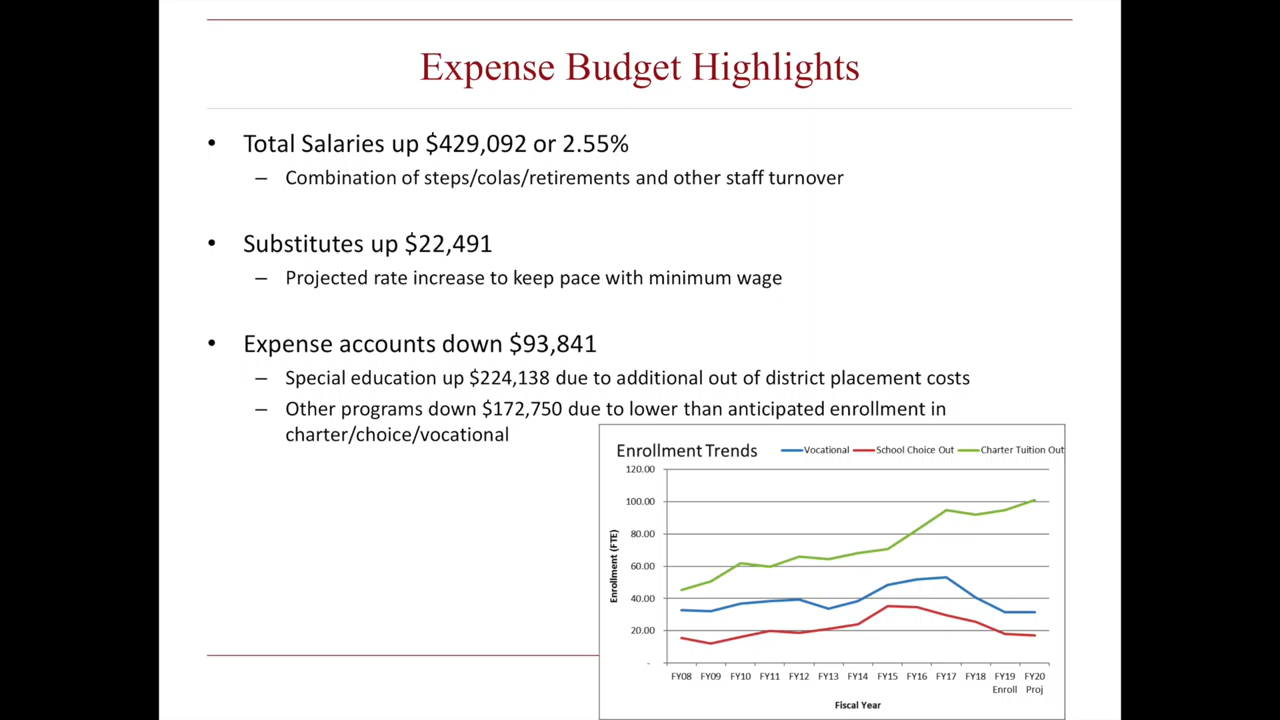 Expense Budget Highlights
• Total Salaries up $429,092 or 2.55%
– Combination of steps/colas/retirements and other staff turnover
• Substitutes up $22,491
– Projected rate increase to keep pace with minimum wage
• Expense accounts down $93,841
– Special education up $224,138 due to additional out of district placement costs
– Other programs down $172,750 due to lower than anticipated enrollment in
charter/choice/vocational
Enrollment Trends
Vocational School Choice Out Charter Tuition Out
120.00
100.00
80.00
60.00
40.00
20.00
-
Enrollment (FTE)
FY08 FY09 FY10 FY11 FY12 FY13 FY14 FY15 FY16 FY17 FY18 FY19 FY20
Enroll Proj
Fiscal Year